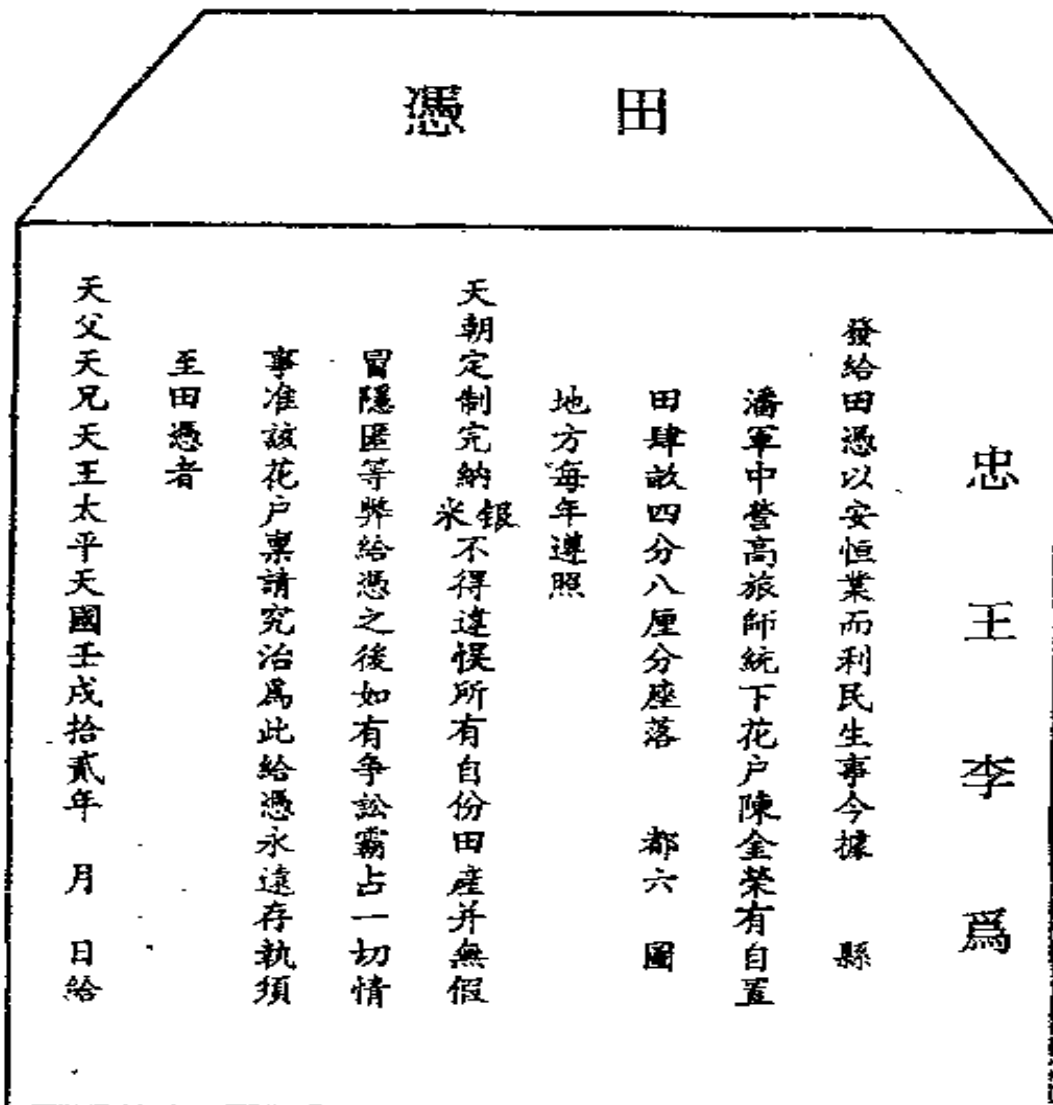 田憑
忠王李爲
發給田憑以安恒業而利民生事今據 縣
潘軍中營高旅師統下花户陳金榮有自置
田肆畝四分八厘分座落 都六 圖
地方每年遵照
天朝定制完納銀米不得違悞所有自份田產并無假
冒隱匿等弊給憑之後如有争訟霸占一切情
事准該花户稟請究治爲此給憑永遠存執須
至田憑者
天父天兄天王太平天國壬戌拾貳年 月 日給